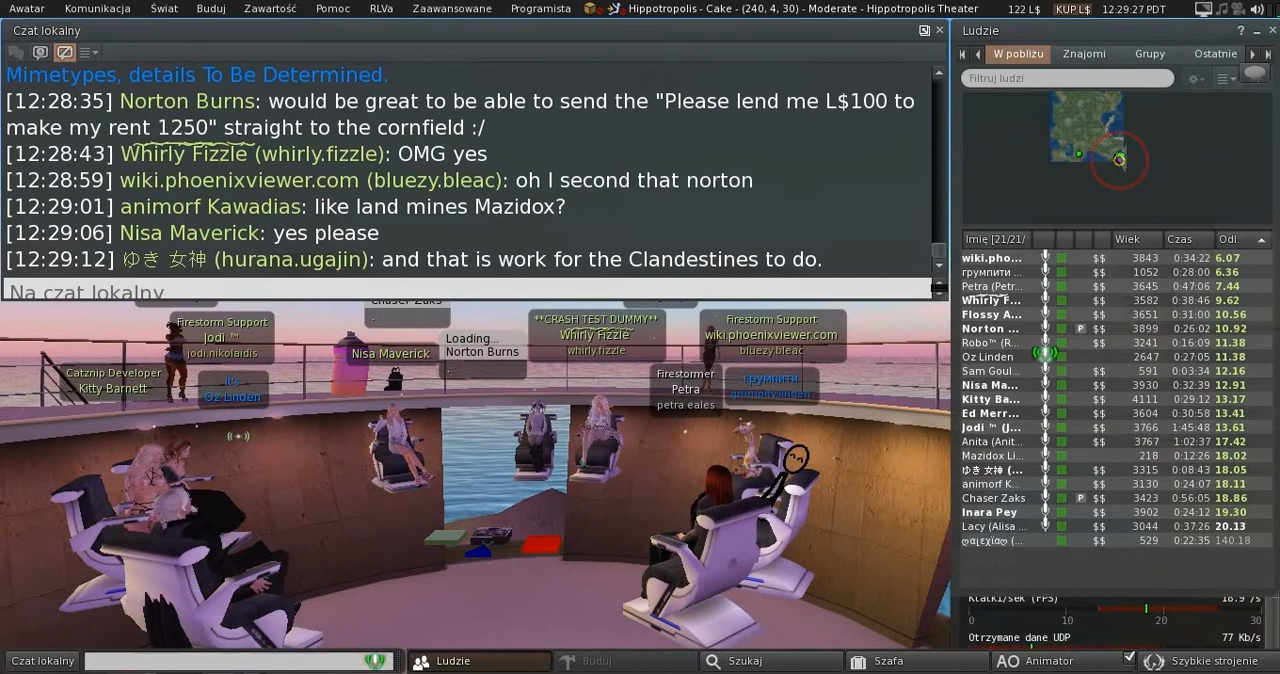 Awatar Komunikacja Świat Buduj Zawartość Pomoc RLVa Zaawansowane Programista Hippotropolis - Cake - (240, 4, 30) - Moderate - Hippotropolis Theater 122 L$ KUP L$ 12:29:27 PDT
Czat lokalny
Mimetypes, details To Be Determined.
[12:28:35] Norton Burns: would be great to be able to send the "Please lend me L$100 to
make my rent 1250" straight to the cornfield :/
[12:28:43] Whirly Fizzle (whirly.fizzle): OMG yes
[12:28:59] wiki.phoenixviewer.com (bluezy.bleac): oh I second that norton
[12:29:01] animorf Kawadias: like land mines Mazidox?
[12:29:06] Nisa Maverick: yes please
[12:29:12] ゆき 女神 (hurana.ugajin): and that is work for the Clandestines to do.
Na czat lokalny
Chaser Zaks
Firestorm Support
Jodi ™
jodi.nikolaidis
Catznip Developer
Kitty Barnett
It's
Oz Linden
Nisa Maverick
Loading...
Norton Burns
**CRASH TEST DUMMY**
Whirly Fizzle
whirly.fizzle
Firestormer
Petra
petra eales
Firestorm Support
wiki.phoenixviewer.com
bluezy.bleac
грумпити
grumpity.linden
Ludzie
? _ ×
W pobliżu Znajomi Grupy Ostatnie
Filtruj ludzi
Imię [21/21/ Wiek Czas Odl.
wiki.pho... $$ 3843 0:34:22 6.07
грумпити ... 1052 0:28:00 6.36
Petra (Petr... $$ 3645 0:47:06 7.44
Whirly F... $$ 3582 0:38:46 9.62
Flossy A... $$ 3651 0:31:00 10.56
Norton ... P $$ 3899 0:26:02 10.92
Robo™ (R... $$ 3241 0:16:09 11.38
Oz Linden 2647 0:27:05 11.38
Sam Goul... $$ 591 0:03:34 12.16
Nisa Ma... $$ 3930 0:32:39 12.91
Kitty Ba... $$ 4111 0:29:12 13.17
Ed Merr... $$ 3604 0:30:58 13.41
Jodi ™ (J... $$ 3766 1:45:48 13.61
Anita (Anit... $$ 3767 1:02:37 17.42
Mazidox Li... 218 0:12:26 18.02
ゆき 女神 (... $$ 3315 0:08:43 18.05
animorf K... $$ 3130 0:24:07 18.11
Chaser Zaks P $$ 3423 0:56:05 18.86
Inara Pey $$ 3902 0:24:12 19.30
Lacy (Alisa ... $$ 3044 0:37:26 20.13
ღαɩεχίαღ (... $$ 529 0:22:35 140.18
Klatki/sek (FPS) 18.9 /s
0 10 20 30
Otrzymane dane UDP 77 Kb/s
Czat lokalny Ludzie Buduj Szukaj Szafa AO Animator Szybkie strojenie